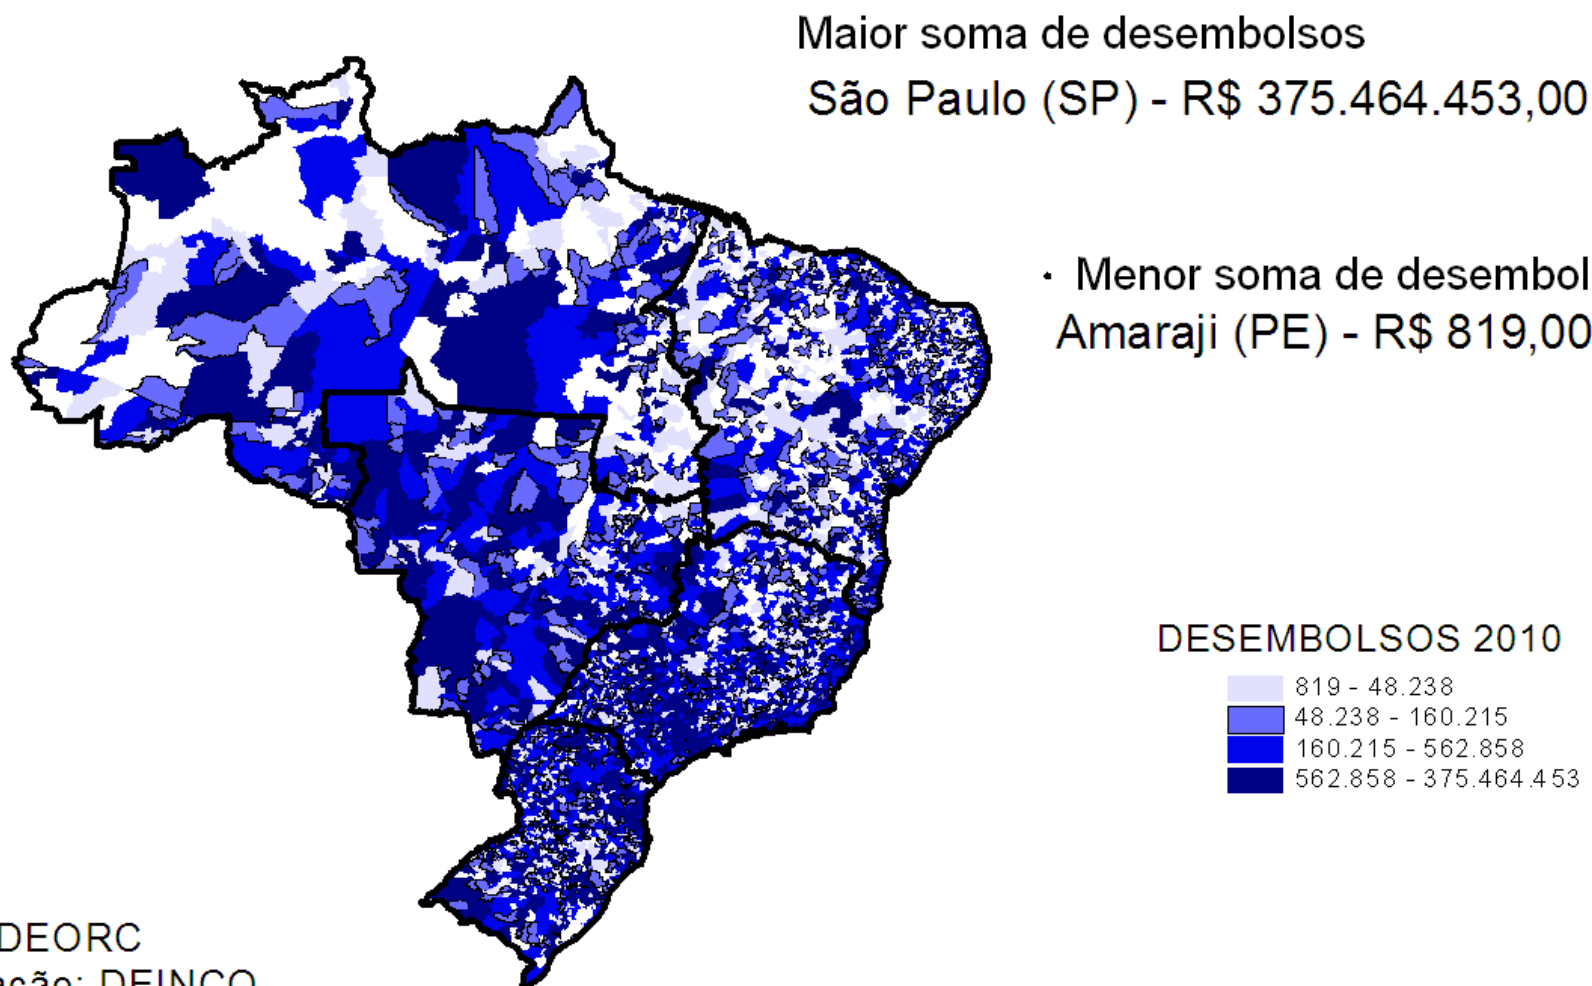 Maior soma de desembolsos
São Paulo (SP) - R$ 375.464.453,00
· Menor soma de desembol
Amaraji (PE) - R$ 819,00
DESEMBOLSOS 2010
819 - 48.238
48.238 - 160.215
160.215 - 562.858
562.858 - 375.464.453
DEORC
ação: DEINCO